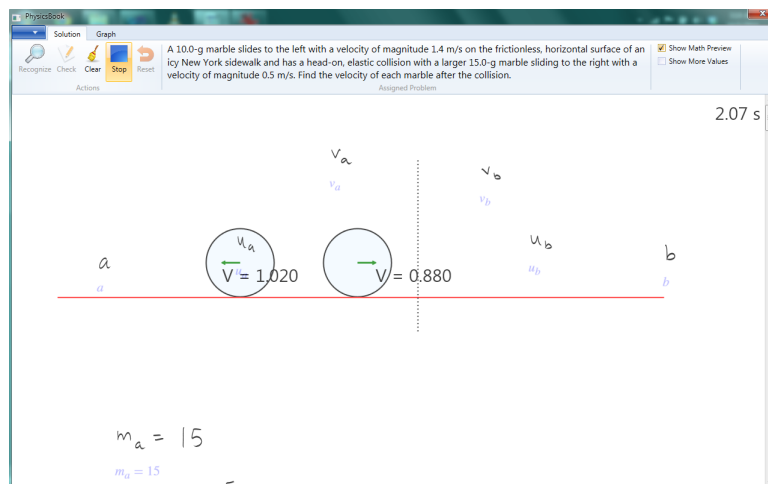 PhysicsBook
Solution Graph
Recognize Check Clear Stop Reset
Actions
A 10.0-g marble slides to the left with a velocity of magnitude 1.4 m/s on the frictionless, horizontal surface of an
icy New York sidewalk and has a head-on, elastic collision with a larger 15.0-g marble sliding to the right with a
velocity of magnitude 0.5 m/s. Find the velocity of each marble after the collision.
Assigned Problem
Show Math Preview
Show More Values
2.07 s
va
va
vb
vb
ua
ub
ub
a
a
b
b
V = 1.020
V = 0.880
ma = 15
ma = 15